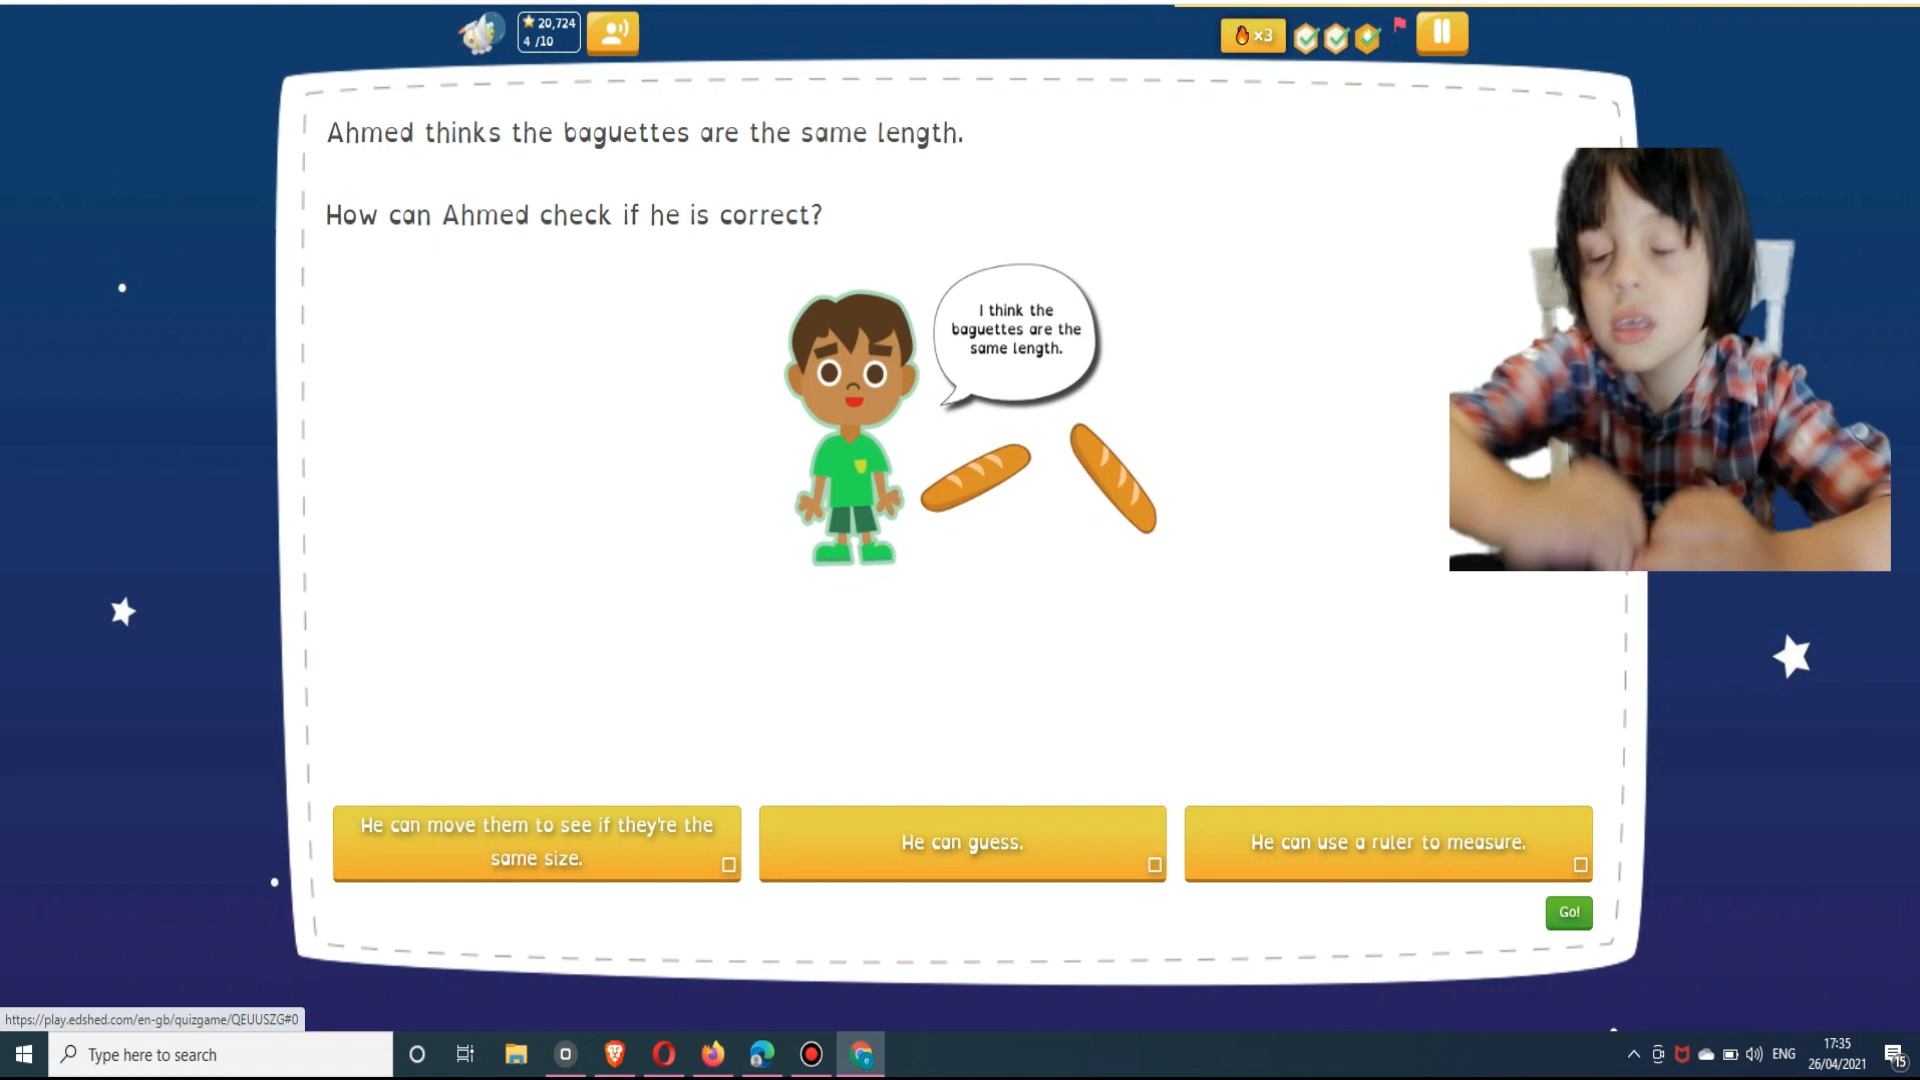 20,724
4 /10
x3
Ahmed thinks the baguettes are the same length.
How can Ahmed check if he is correct?
I think the
baguettes are the
same length.
He can move them to see if they're the
same size.
He can guess.
He can use a ruler to measure.
Go!
https://play.edshed.com/en-gb/quizgame/QEUUSZG#0
Type here to search
ENG
17:35
26/04/2021
15